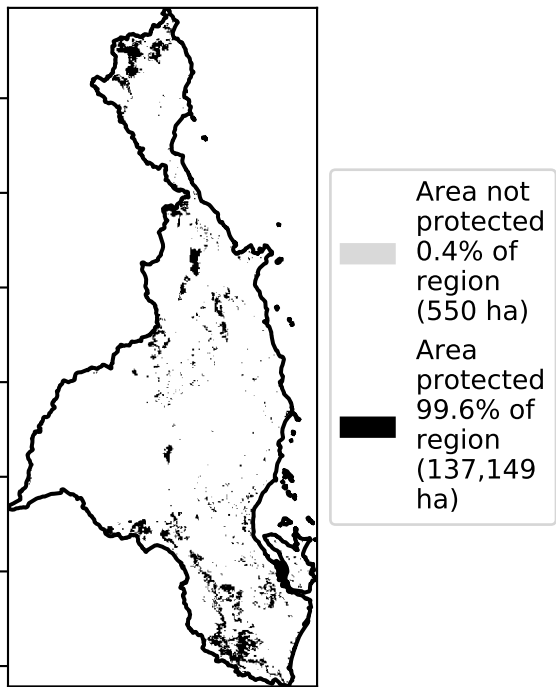 Area not
protected
0.4% of
region
(550 ha)
Area
protected
99.6% of
region
(137,149
ha)